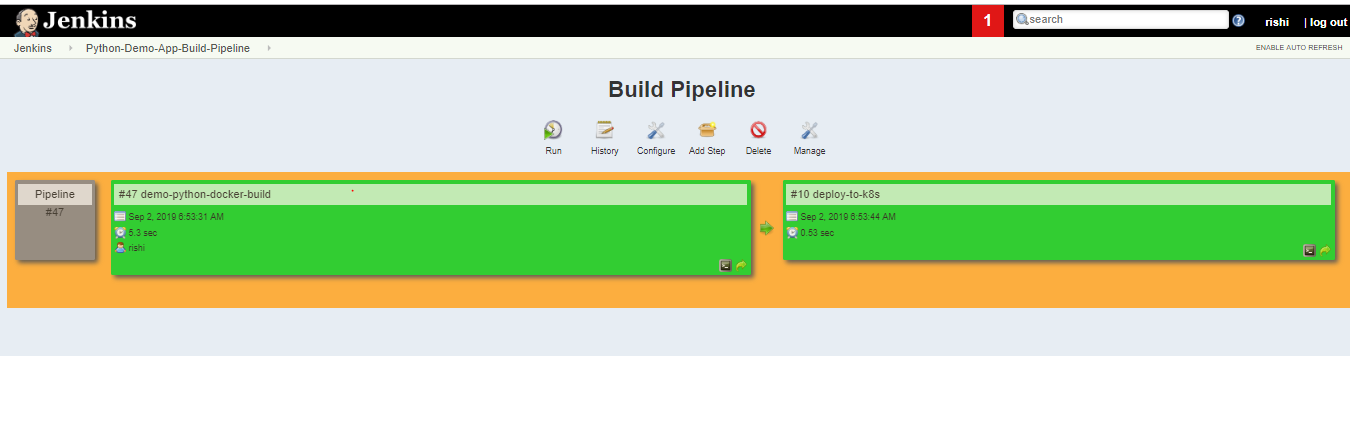 Jenkins
1
search
rishi
| log out
Jenkins
Python-Demo-App-Build-Pipeline
ENABLE AUTO REFRESH
Build Pipeline
Run
History
Configure
Add Step
Delete
Manage
Pipeline
#47
#47 demo-python-docker-build
Sep 2, 2019 6:53:31 AM
5.3 sec
rishi
#10 deploy-to-k8s
Sep 2, 2019 6:53:44 AM
0.53 sec